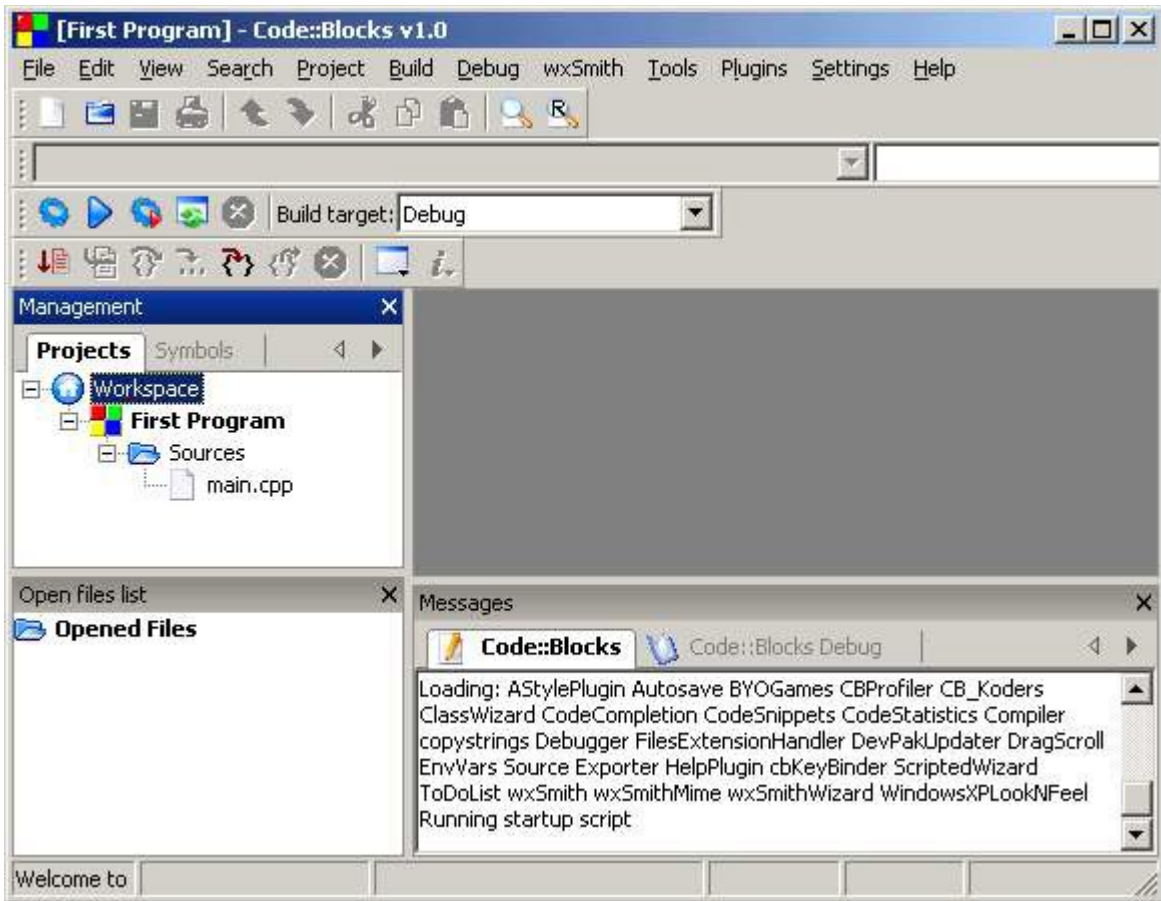 [First Program] - Code::Blocks v1.0
File Edit View Search Project Build Debug wxSmith Tools Plugins Settings Help
Build target: Debug
Management
Projects Symbols
Workspace
First Program
Sources
main.cpp
Open files list
Opened Files
Messages
Code::Blocks Code::Blocks Debug
Loading: AStylePlugin Autosave BYOGames CBProfiler CB_Koders
ClassWizard CodeCompletion CodeSnippets CodeStatistics Compiler
copystrings Debugger FilesExtensionHandler DevPakUpdater DragScroll
EnvVars Source Exporter HelpPlugin cbKeyBinder ScriptedWizard
ToDoList wxSmith wxSmithMime wxSmithWizard WindowsXPLookNFeel
Running startup script
Welcome to